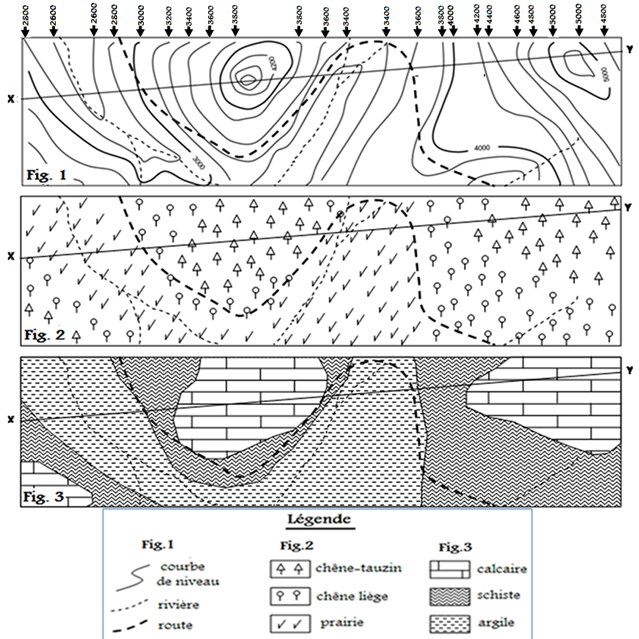 2800 2600 2600 2800 3000 3200 3400 3600 3800 3800 3600 3400 3600 3800 4000 4200 4400 4600 4800 5000 5000 4800
Y
4200
5000
X
4000
3000
Fig. 1
Y
X
Fig. 2
Y
X
Fig. 3
Légende
Fig.1 Fig.2 Fig.3
courbe de niveau chêne-tauzin calcaire
rivière chêne liège schiste
route prairie argile